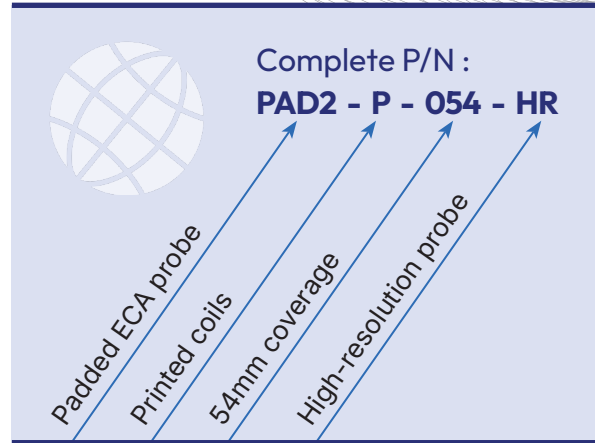 Complete P/N :
PAD2 - P - 054 - HR
Padded ECA probe
Printed coils
54mm coverage
High-resolution probe